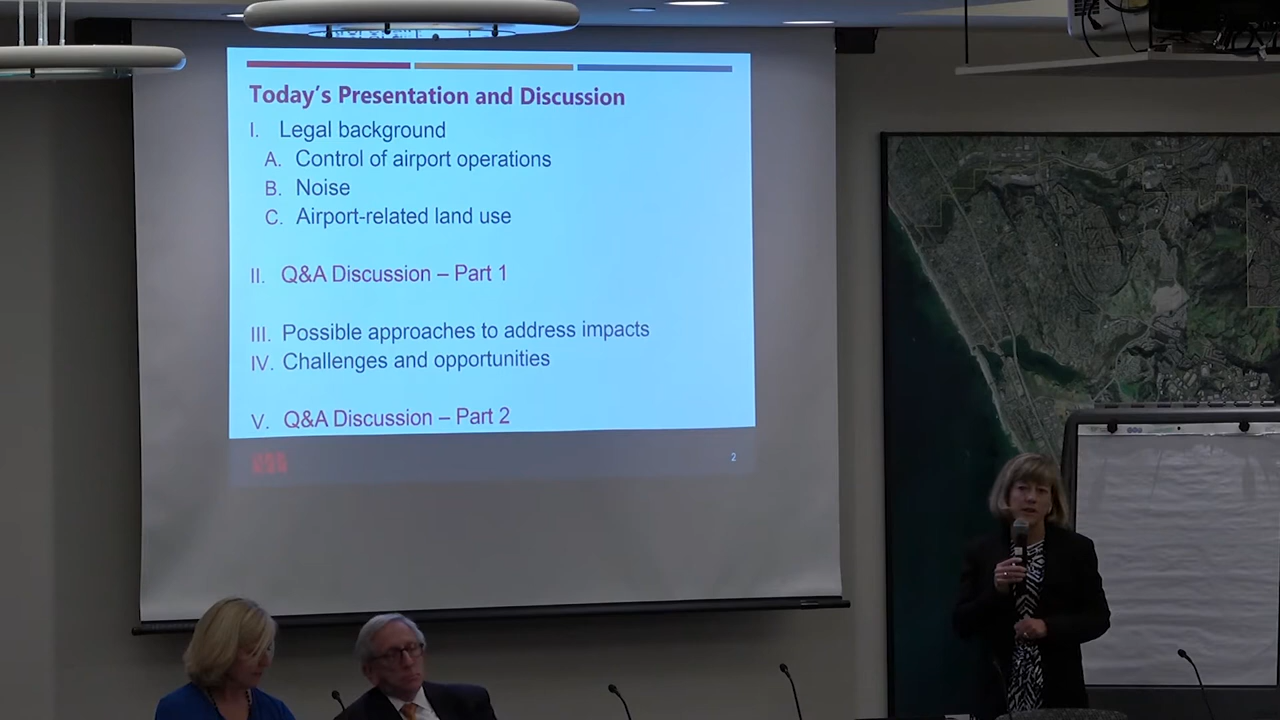 Today's Presentation and Discussion
I. Legal background
A. Control of airport operations
B. Noise
C. Airport-related land use
II. Q&A Discussion – Part 1
III. Possible approaches to address impacts
IV. Challenges and opportunities
V. Q&A Discussion – Part 2
2